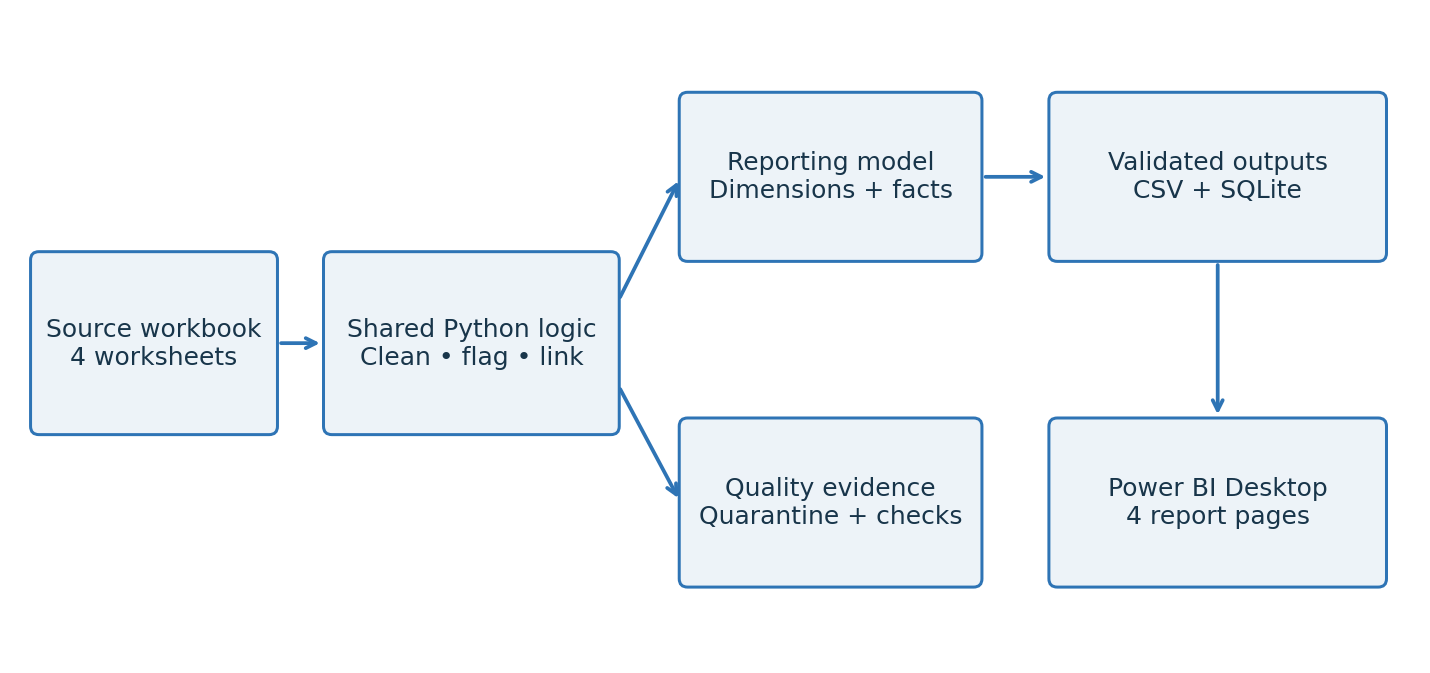 Source workbook
4 worksheets
Shared Python logic
Clean • flag • link
Reporting model
Dimensions + facts
Validated outputs
CSV + SQLite
Quality evidence
Quarantine + checks
Power BI Desktop
4 report pages